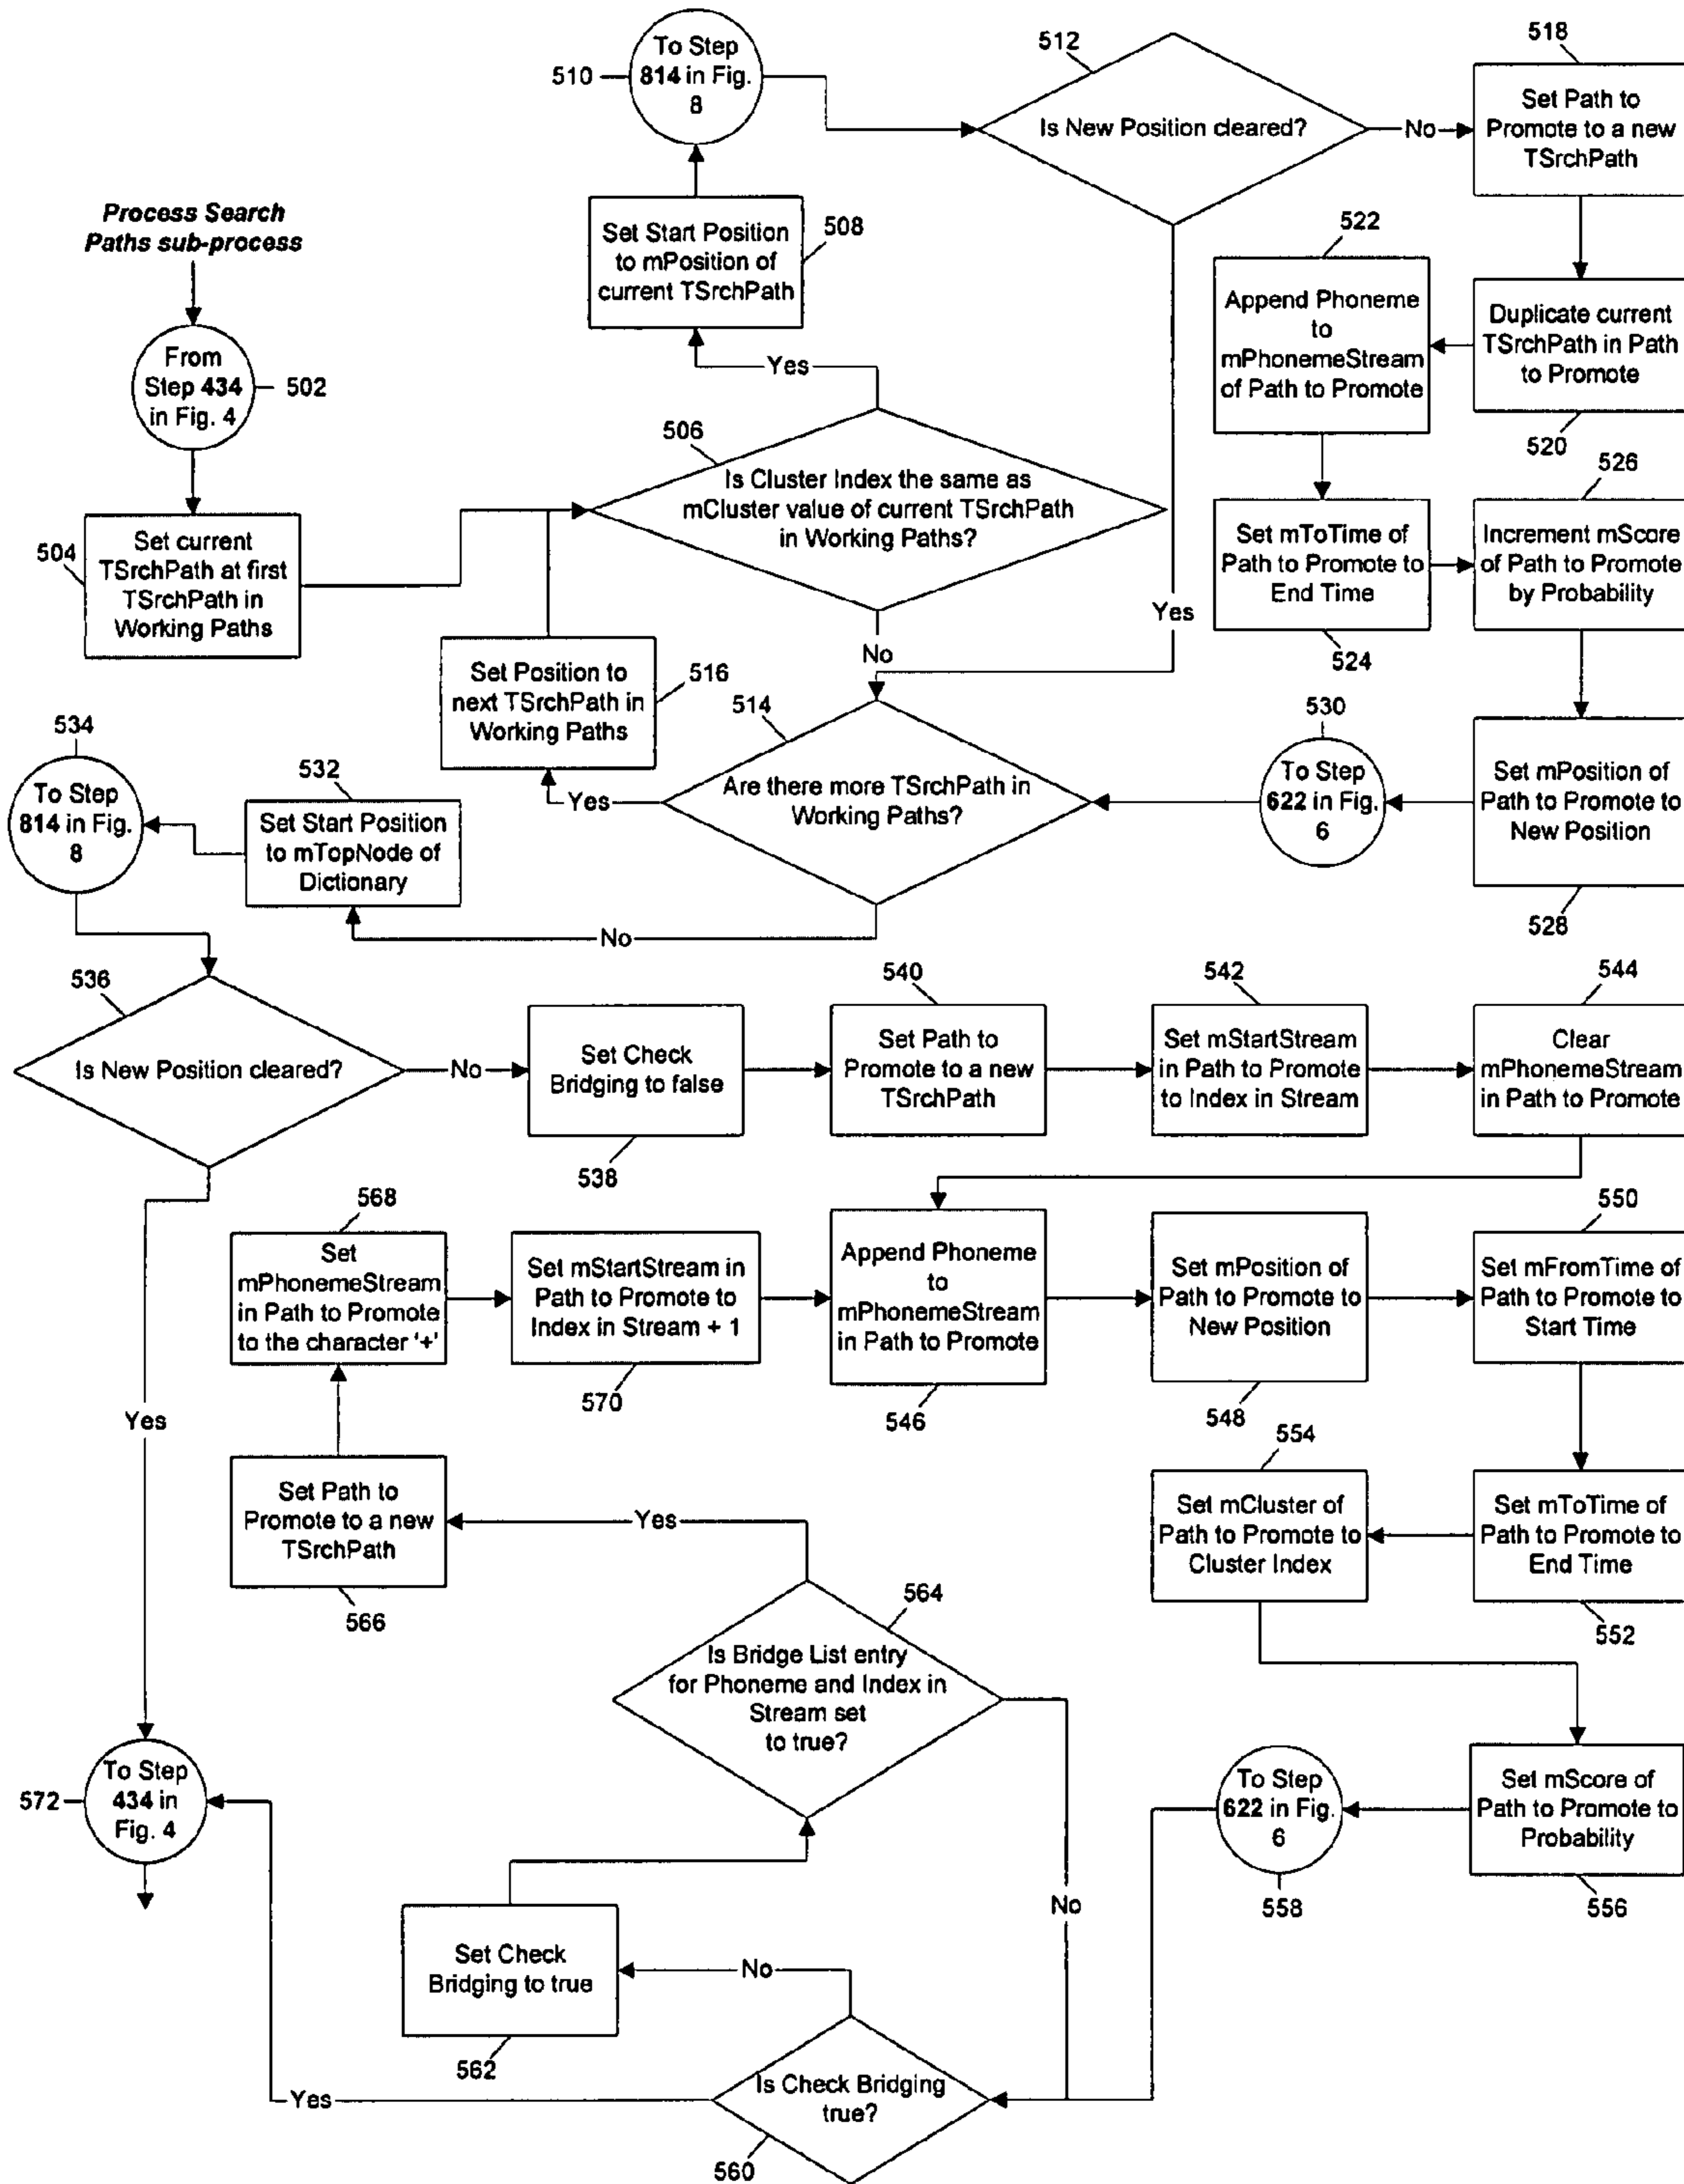 To Step
814 in Fig.
8
510
512
Is New Position cleared?
No
518
Set Path to
Promote to a new
TSrchPath
Process Search
Paths sub-process
From
Step 434
in Fig. 4
502
Set Start Position
to mPosition of
current TSrchPath
508
Yes
522
Append Phoneme
to
mPhonemeStream
of Path to Promote
Duplicate current
TSrchPath in Path
to Promote
520
504
Set current
TSrchPath at first
TSrchPath in
Working Paths
506
Is Cluster Index the same as
mCluster value of current TSrchPath
in Working Paths?
No
Yes
Set mToTime of
Path to Promote to
End Time
524
526
Increment mScore
of Path to Promote
by Probability
Set Position to
next TSrchPath in
Working Paths
516
514
Are there more TSrchPath in
Working Paths?
Yes
No
530
To Step
622 in Fig.
6
Set mPosition of
Path to Promote to
New Position
528
534
To Step
814 in Fig.
8
532
Set Start Position
to mTopNode of
Dictionary
536
Is New Position cleared?
No
Yes
Set Check
Bridging to false
538
540
Set Path to
Promote to a new
TSrchPath
542
Set mStartStream
in Path to Promote
to Index in Stream
544
Clear
mPhonemeStream
in Path to Promote
568
Set
mPhonemeStream
in Path to Promote
to the character '+'
Set mStartStream in
Path to Promote to
Index in Stream + 1
570
Append Phoneme
to
mPhonemeStream
in Path to Promote
546
Set mPosition of
Path to Promote to
New Position
548
550
Set mFromTime of
Path to Promote to
Start Time
Set Path to
Promote to a new
TSrchPath
566
Yes
554
Set mCluster of
Path to Promote to
Cluster Index
Set mToTime of
Path to Promote to
End Time
552
564
Is Bridge List entry
for Phoneme and Index in
Stream set
to true?
No
572
To Step
434 in
Fig. 4
To Step
622 in Fig.
6
558
Set mScore of
Path to Promote to
Probability
556
Set Check
Bridging to true
562
No
Yes
Is Check Bridging
true?
560